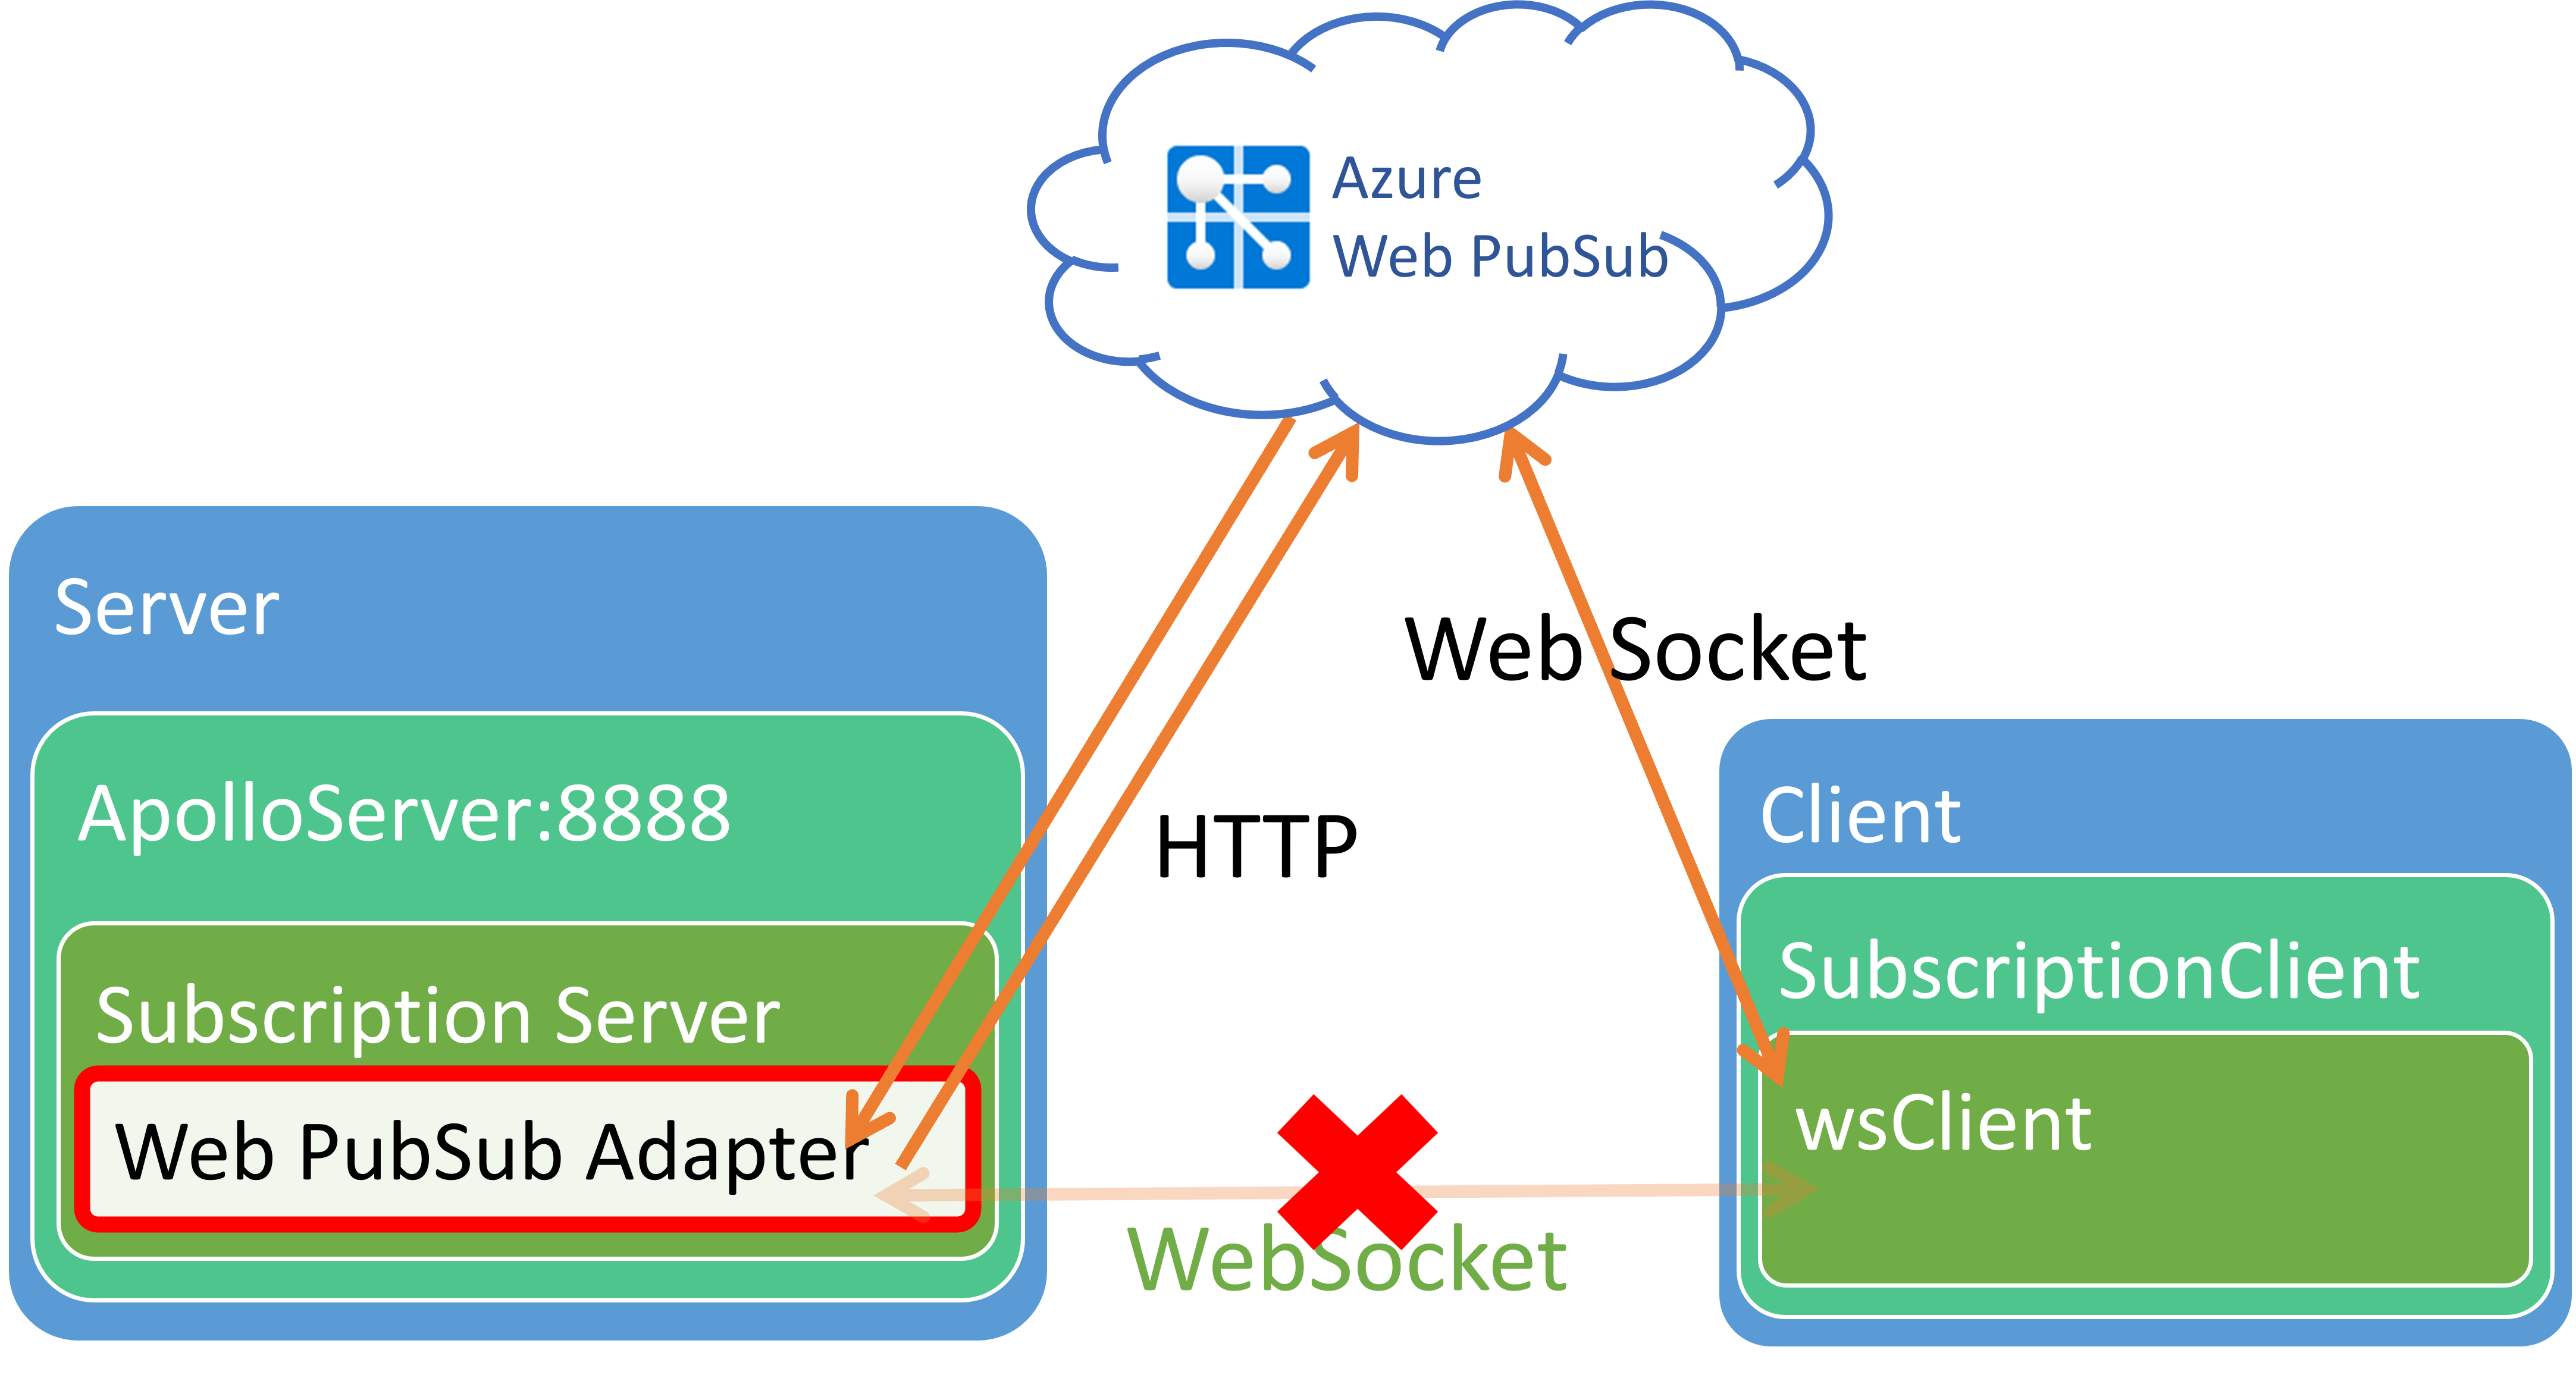 Azure
Web PubSub
Server
Web Socket
ApolloServer:8888
HTTP
Client
Subscription Server
SubscriptionClient
Web PubSub Adapter
wsClient
WebSocket